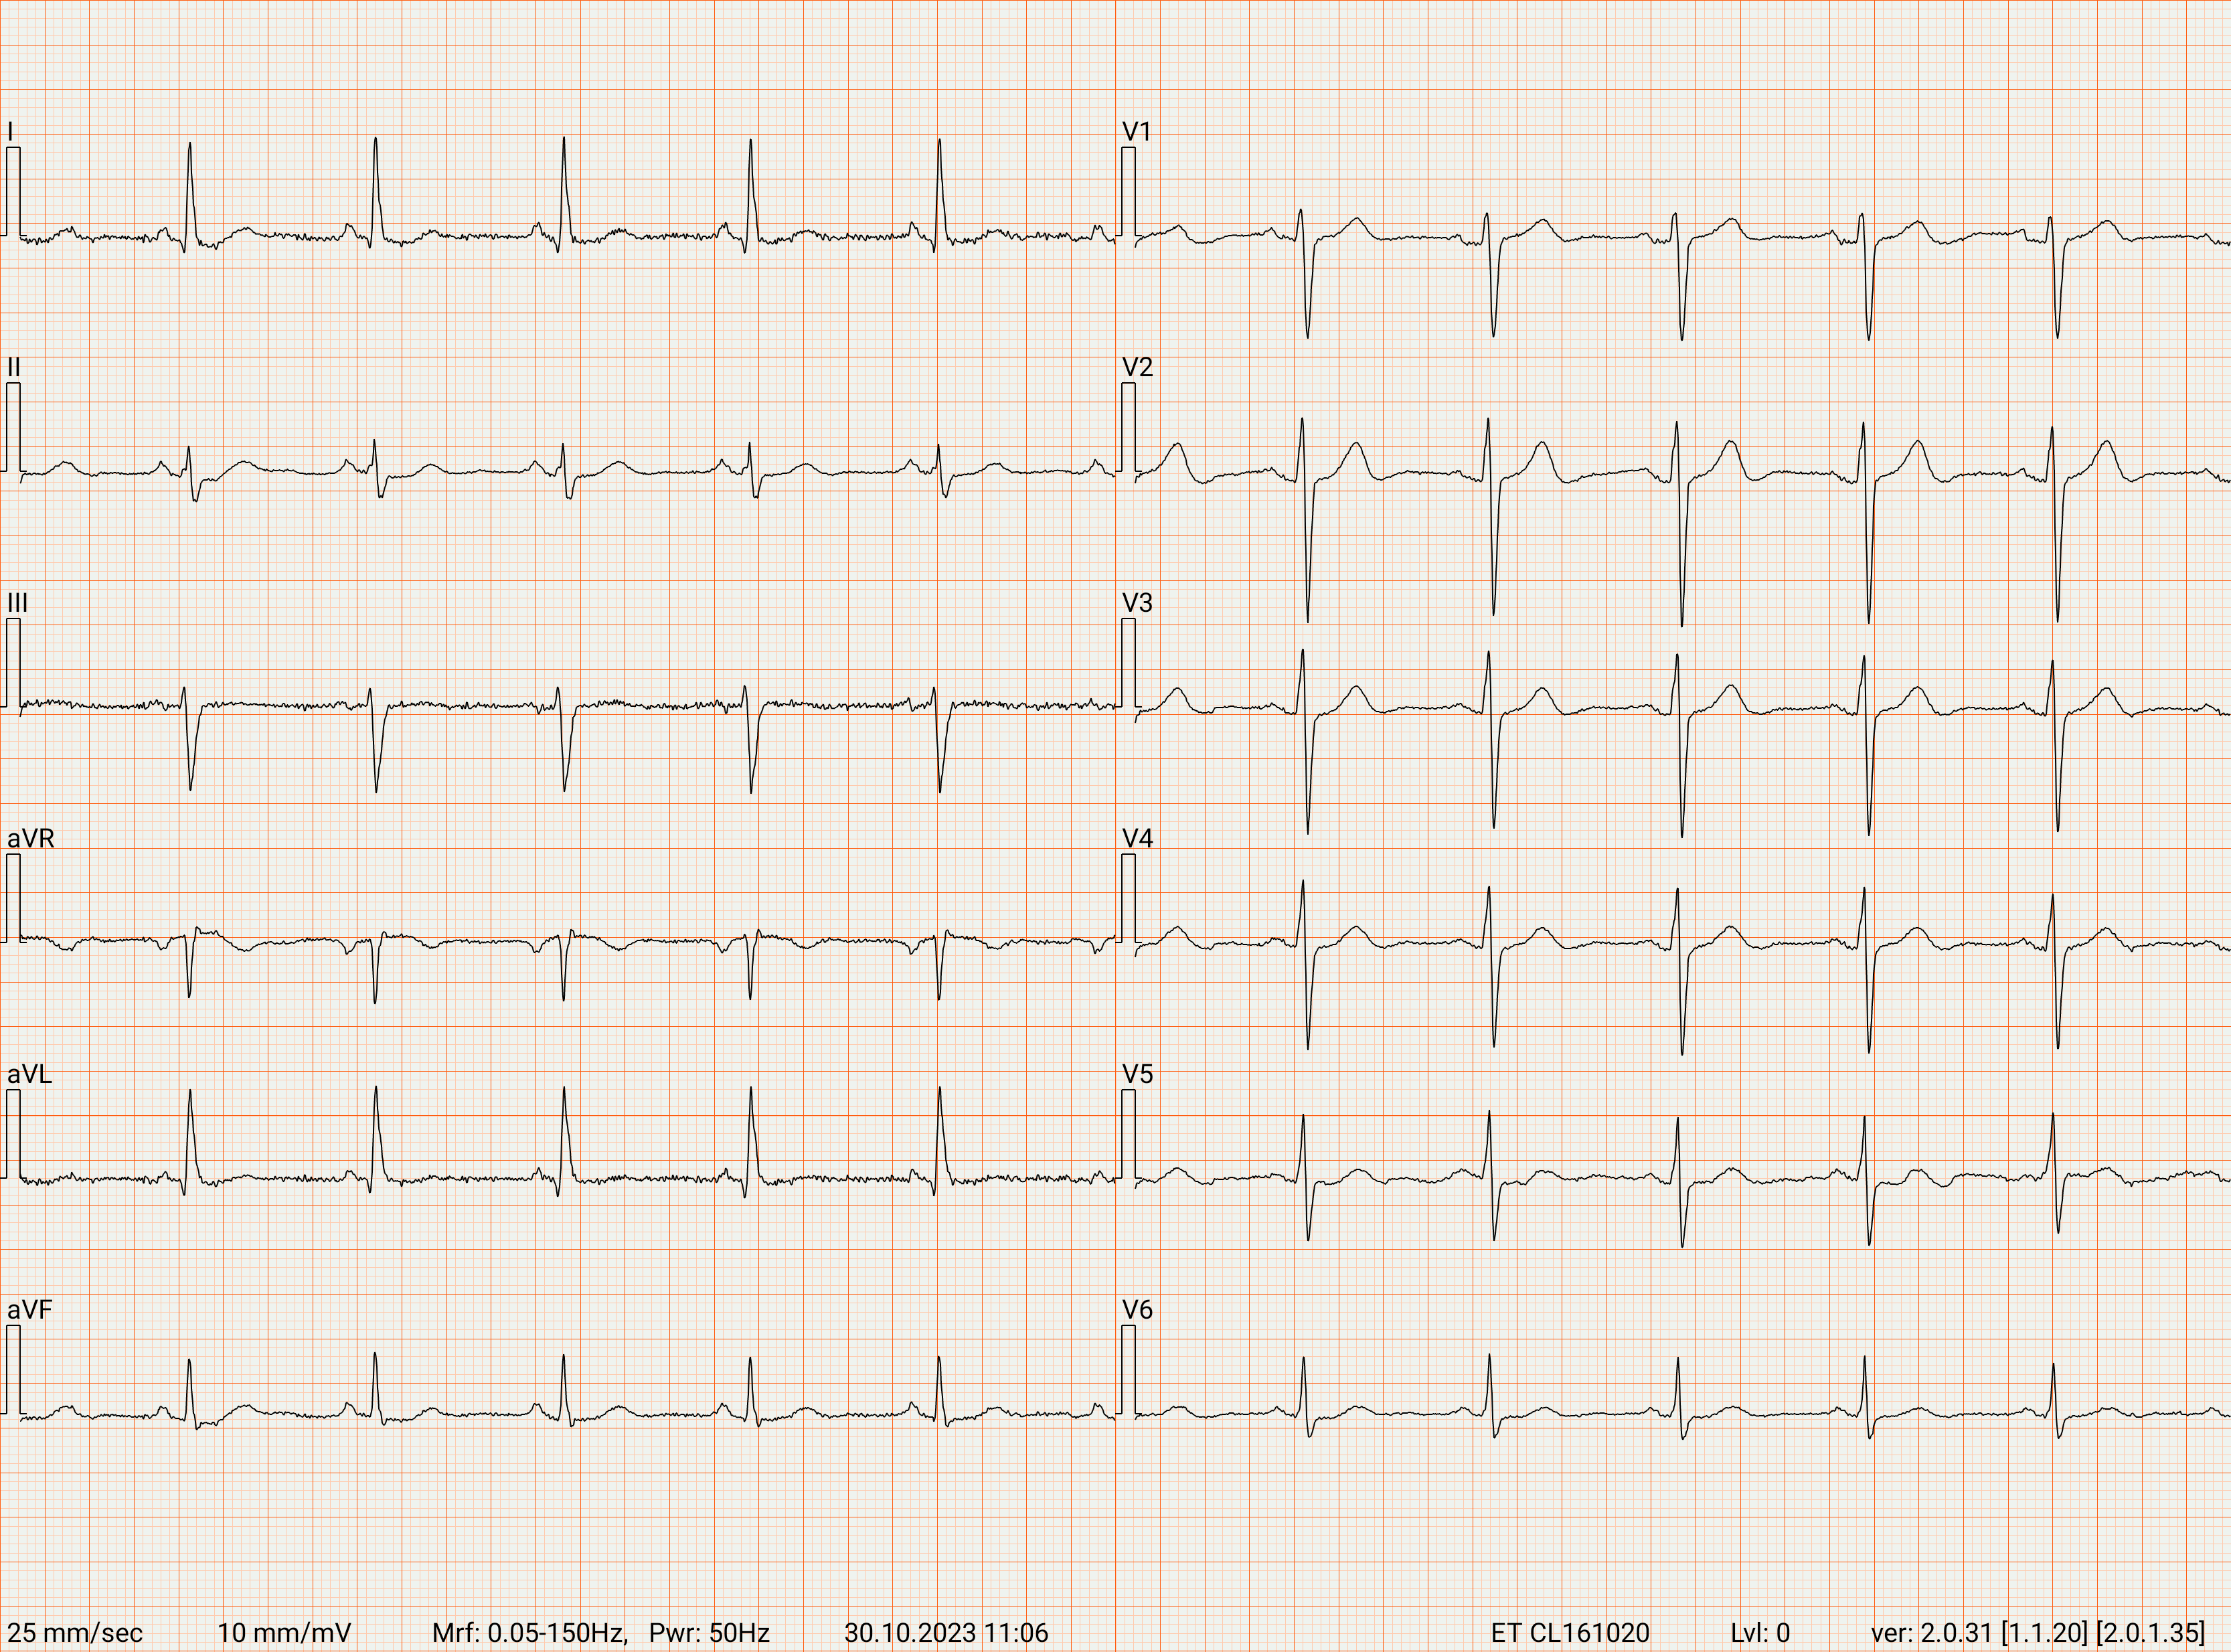 I
V1
II
V2
III
V3
aVR
V4
aVL
V5
aVF
V6
25 mm/sec 10 mm/mV Mrf: 0.05-150Hz, Pwr: 50Hz 30.10.2023 11:06 ET CL161020 Lvl: 0 ver: 2.0.31 [1.1.20] [2.0.1.35]